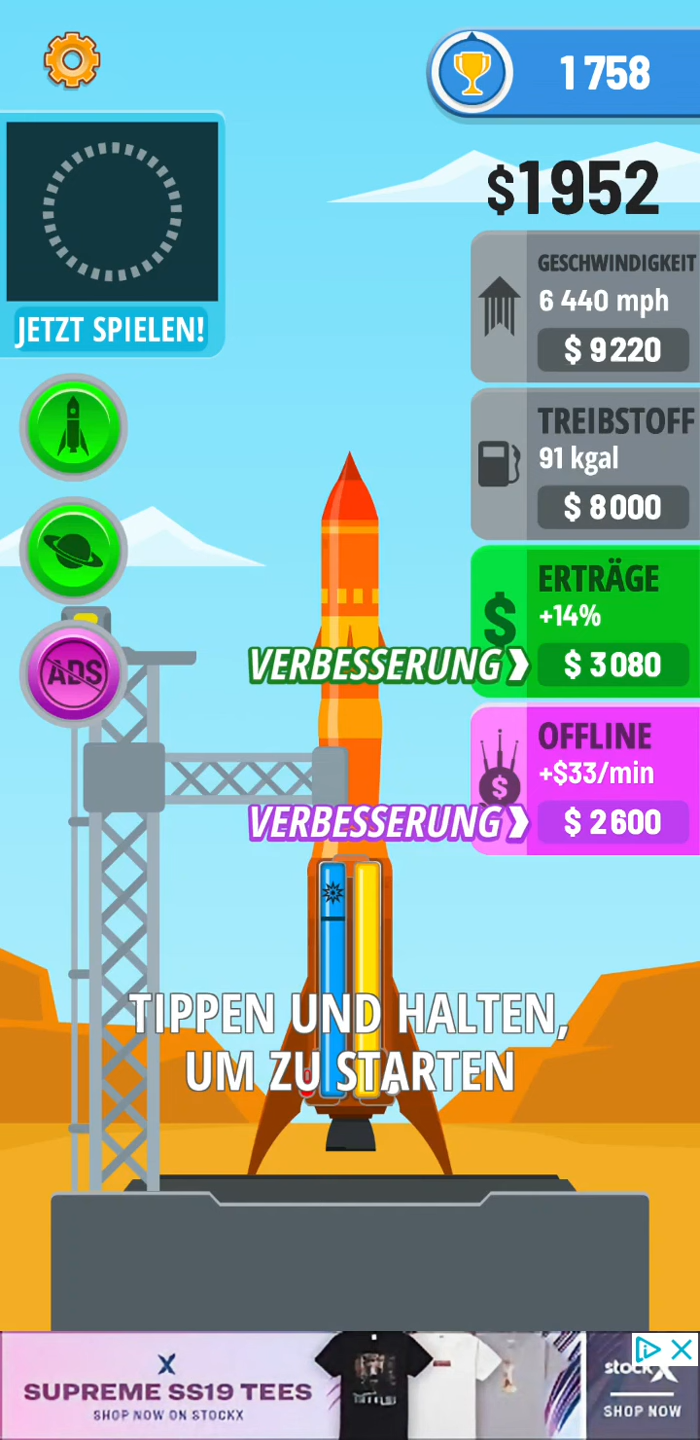 1 758
$1952
JETZT SPIELEN!
GESCHWINDIGKEIT
6 440 mph
$ 9220
TREIBSTOFF
91 kgal
$ 8000
ADS
ERTRÄGE
+14%
VERBESSERUNG
$ 3080
OFFLINE
+$33/min
VERBESSERUNG
$ 2600
TIPPEN UND HALTEN,
UM ZU STARTEN
SUPREME SS19 TEES
SHOP NOW ON STOCKX
stockX
SHOP NOW